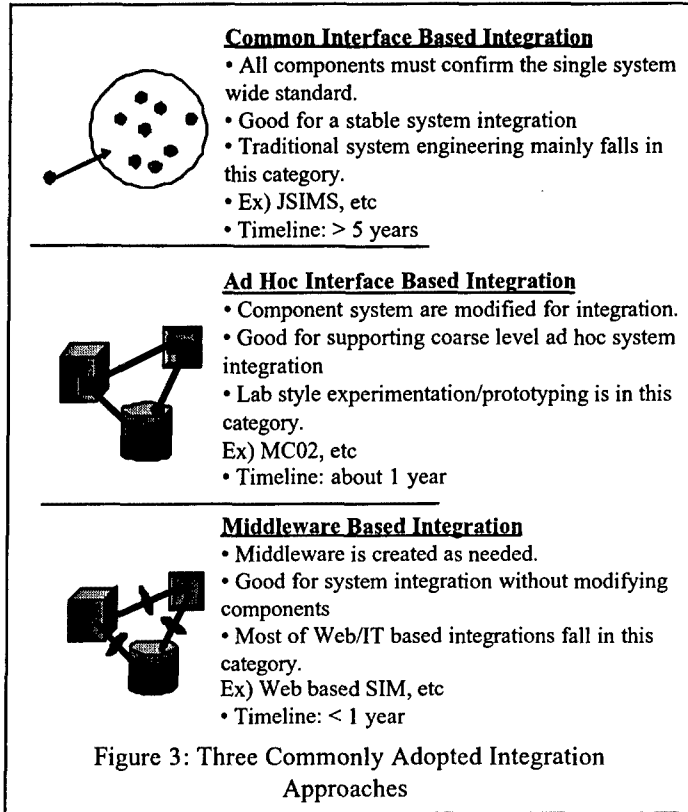 Common Interface Based Integration
• All components must confirm the single system
wide standard.
• Good for a stable system integration
• Traditional system engineering mainly falls in
this category.
• Ex) JSIMS, etc
• Timeline: > 5 years
Ad Hoc Interface Based Integration
• Component system are modified for integration.
• Good for supporting coarse level ad hoc system
integration
• Lab style experimentation/prototyping is in this
category.
Ex) MC02, etc
• Timeline: about 1 year
Middleware Based Integration
• Middleware is created as needed.
• Good for system integration without modifying
components
• Most of Web/IT based integrations fall in this
category.
Ex) Web based SIM, etc
• Timeline: < 1 year
Figure 3: Three Commonly Adopted Integration
Approaches